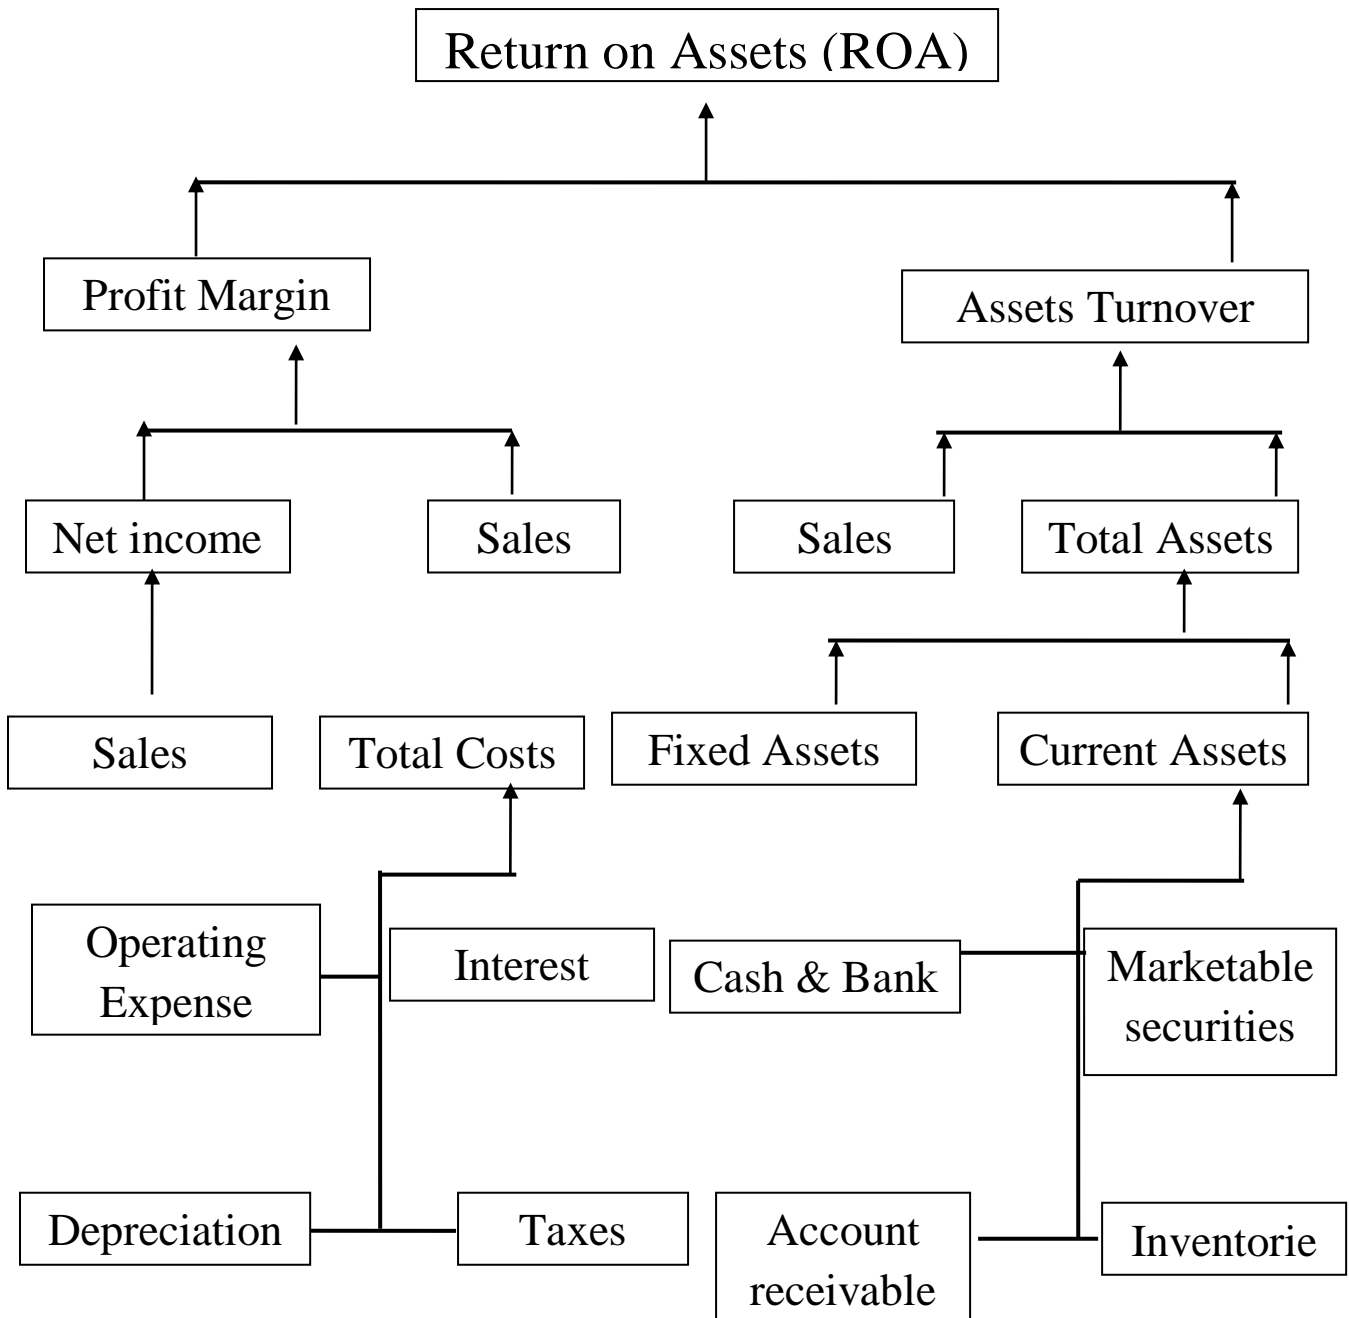 Return on Assets (ROA)
Profit Margin
Assets Turnover
Net income
Sales
Sales
Total Assets
Sales
Total Costs
Fixed Assets
Current Assets
Operating
Expense
Interest
Cash & Bank
Marketable
securities
Depreciation
Taxes
Account
receivable
Inventorie